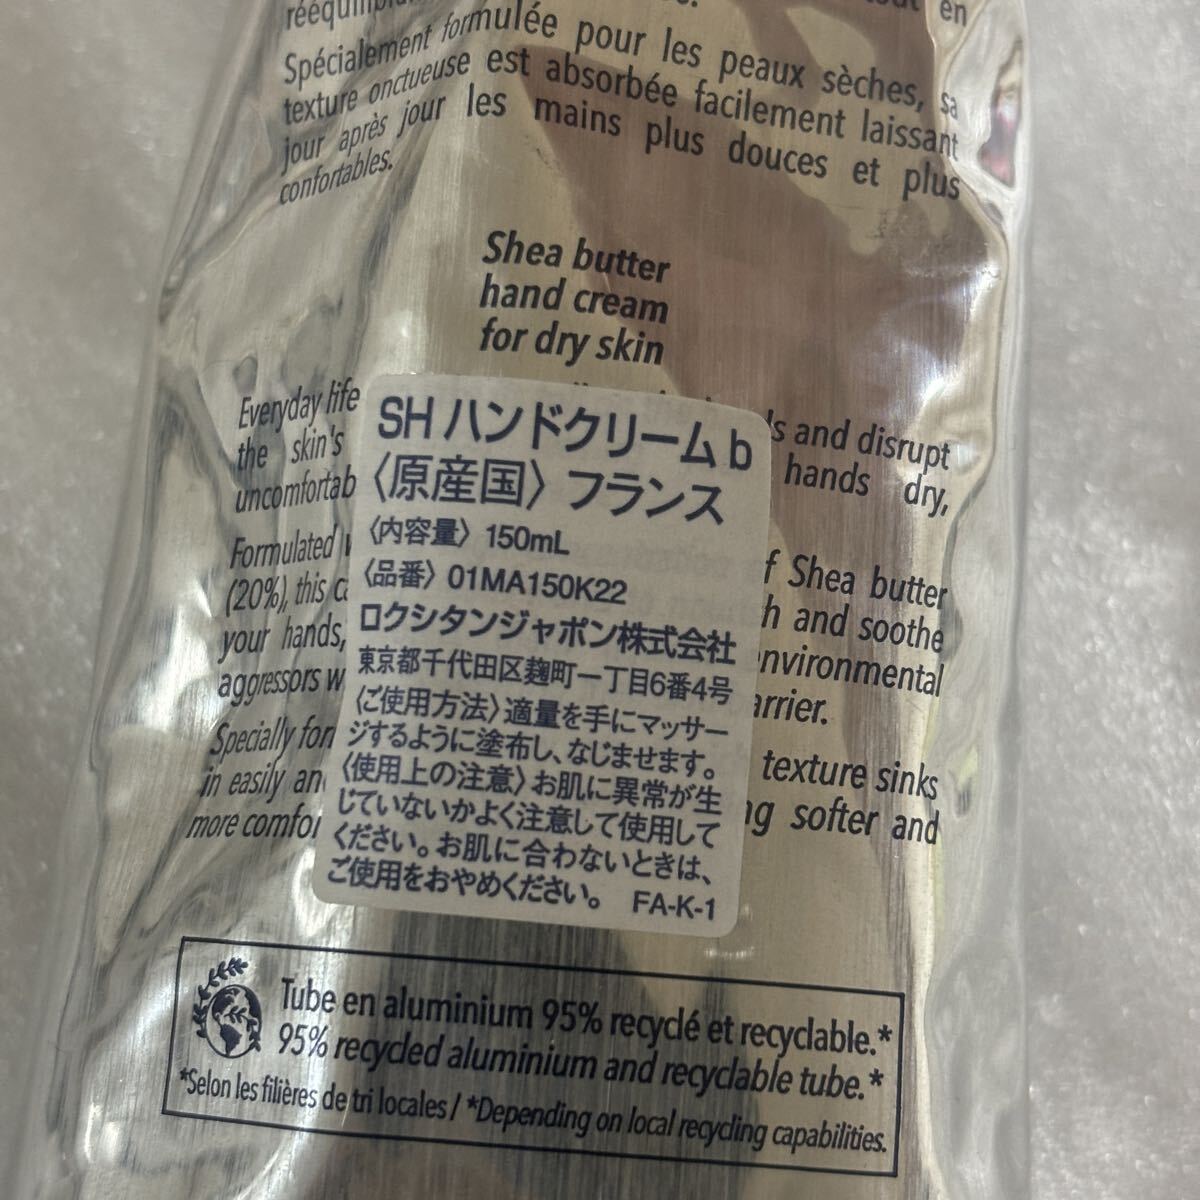 en
Spécialement formulée pour les peaux sèches, sa
texture onctueuse est absorbée facilement laissant
jour après jour les mains plus douces et plus
confortables.
Shea butter
hand cream
for dry skin
Everyday life
the skin's
uncomfortab
s and disrupt
hands dry,
Formulated
(20%), this
your hands,
aggressors w
f Shea butter
h and soothe
nvironmental
arrier.
Specially for
in easily an
more comfo
texture sinks
ng softer and
SH ハンドクリーム b
〈原産国〉フランス
〈内容量〉150mL
〈品番〉01MA150K22
ロクシタンジャポン株式会社
東京都千代田区麹町一丁目6番4号
〈ご使用方法〉適量を手にマッサー
ジするように塗布し、なじませます。
〈使用上の注意〉お肌に異常が生
じていないかよく注意して使用して
ください。お肌に合わないときは、
ご使用をおやめください。 FA-K-1
Tube en aluminium 95% recyclé et recyclable.*
95% recycled aluminium and recyclable tube.*
*Selon les filières de tri locales / *Depending on local recycling capabilities.